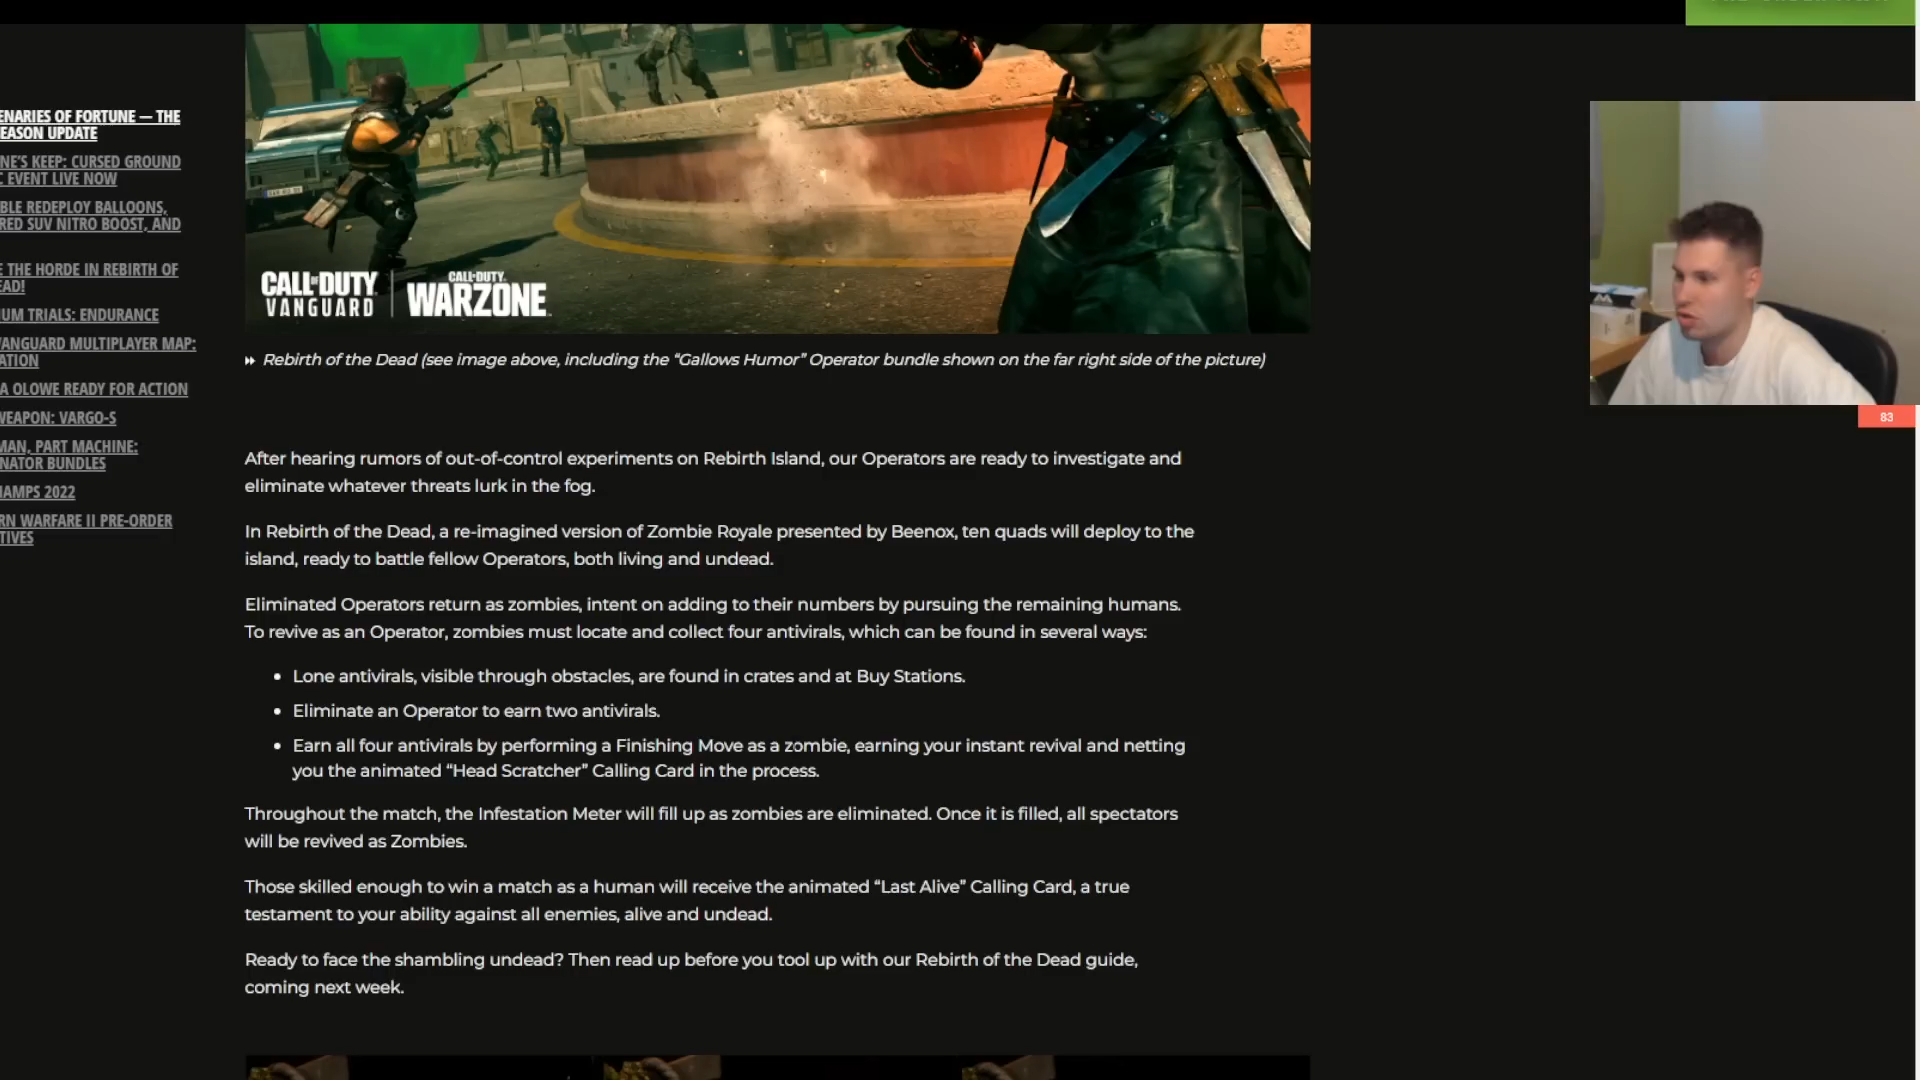 ENARIES OF FORTUNE — THE
EASON UPDATE
NE'S KEEP: CURSED GROUND
C EVENT LIVE NOW
BLE REDEPLOY BALLOONS,
RED SUV NITRO BOOST, AND
E THE HORDE IN REBIRTH OF
EAD!
IUM TRIALS: ENDURANCE
VANGUARD MULTIPLAYER MAP:
ATION
A OLOWE READY FOR ACTION
WEAPON: VARGO-S
MAN, PART MACHINE:
NATOR BUNDLES
HAMPS 2022
RN WARFARE II PRE-ORDER
TIVES
CALL OF DUTY
VANGUARD
CALL OF DUTY
WARZONE
Rebirth of the Dead (see image above, including the “Gallows Humor” Operator bundle shown on the far right side of the picture)
After hearing rumors of out-of-control experiments on Rebirth Island, our Operators are ready to investigate and
eliminate whatever threats lurk in the fog.
In Rebirth of the Dead, a re-imagined version of Zombie Royale presented by Beenox, ten quads will deploy to the
island, ready to battle fellow Operators, both living and undead.
Eliminated Operators return as zombies, intent on adding to their numbers by pursuing the remaining humans.
To revive as an Operator, zombies must locate and collect four antivirals, which can be found in several ways:
• Lone antivirals, visible through obstacles, are found in crates and at Buy Stations.
• Eliminate an Operator to earn two antivirals.
• Earn all four antivirals by performing a Finishing Move as a zombie, earning your instant revival and netting
you the animated “Head Scratcher” Calling Card in the process.
Throughout the match, the Infestation Meter will fill up as zombies are eliminated. Once it is filled, all spectators
will be revived as Zombies.
Those skilled enough to win a match as a human will receive the animated “Last Alive” Calling Card, a true
testament to your ability against all enemies, alive and undead.
Ready to face the shambling undead? Then read up before you tool up with our Rebirth of the Dead guide,
coming next week.
83